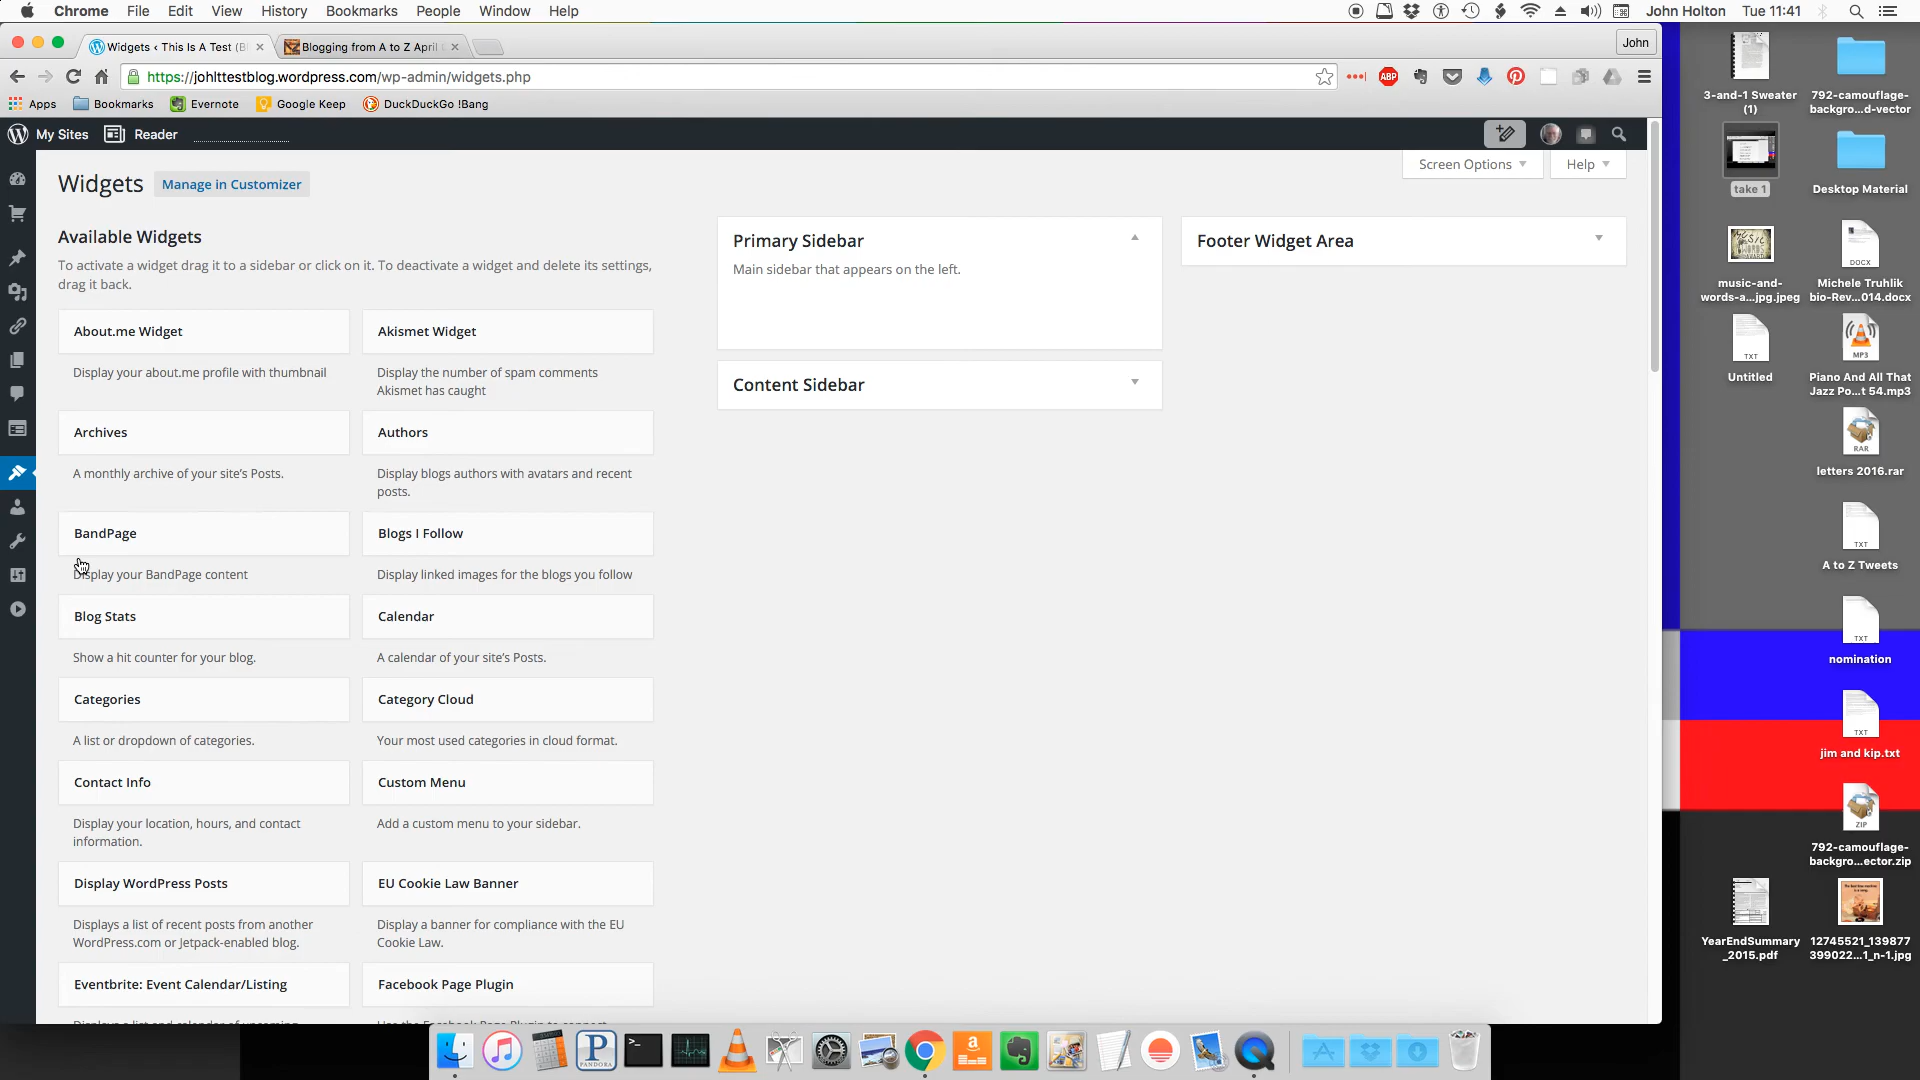 Chrome File Edit View History Bookmarks People Window Help
John Holton Tue 11:41
Widgets ‹ This Is A Test (B
Blogging from A to Z April
John
https://johlttestblog.wordpress.com/wp-admin/widgets.php
ABP
Apps Bookmarks Evernote Google Keep DuckDuckGo !Bang
My Sites Reader
Screen Options Help
Widgets Manage in Customizer
Available Widgets
To activate a widget drag it to a sidebar or click on it. To deactivate a widget and delete its settings,
drag it back.
About.me Widget
Display your about.me profile with thumbnail
Akismet Widget
Display the number of spam comments
Akismet has caught
Archives
A monthly archive of your site's Posts.
Authors
Display blogs authors with avatars and recent
posts.
BandPage
Display your BandPage content
Blogs I Follow
Display linked images for the blogs you follow
Blog Stats
Show a hit counter for your blog.
Calendar
A calendar of your site's Posts.
Categories
A list or dropdown of categories.
Category Cloud
Your most used categories in cloud format.
Contact Info
Display your location, hours, and contact
information.
Custom Menu
Add a custom menu to your sidebar.
Display WordPress Posts
Displays a list of recent posts from another
WordPress.com or Jetpack-enabled blog.
EU Cookie Law Banner
Display a banner for compliance with the EU
Cookie Law.
Eventbrite: Event Calendar/Listing
Facebook Page Plugin
Primary Sidebar
Main sidebar that appears on the left.
Content Sidebar
Footer Widget Area
3-and-1 Sweater
(1)
792-camouflage-
backgro...d-vector
take 1
Desktop Material
music-and-
words-a...jpg.jpeg
DOCX
Michele Truhlik
bio-Rev...014.docx
TXT
Untitled
MP3
Piano And All That
Jazz Po...t 54.mp3
RAR
letters 2016.rar
TXT
A to Z Tweets
TXT
nomination
TXT
jim and kip.txt
ZIP
792-camouflage-
backgro...ector.zip
YearEndSummary
_2015.pdf
12745521_139877
399022...1_n-1.jpg
PANDORA